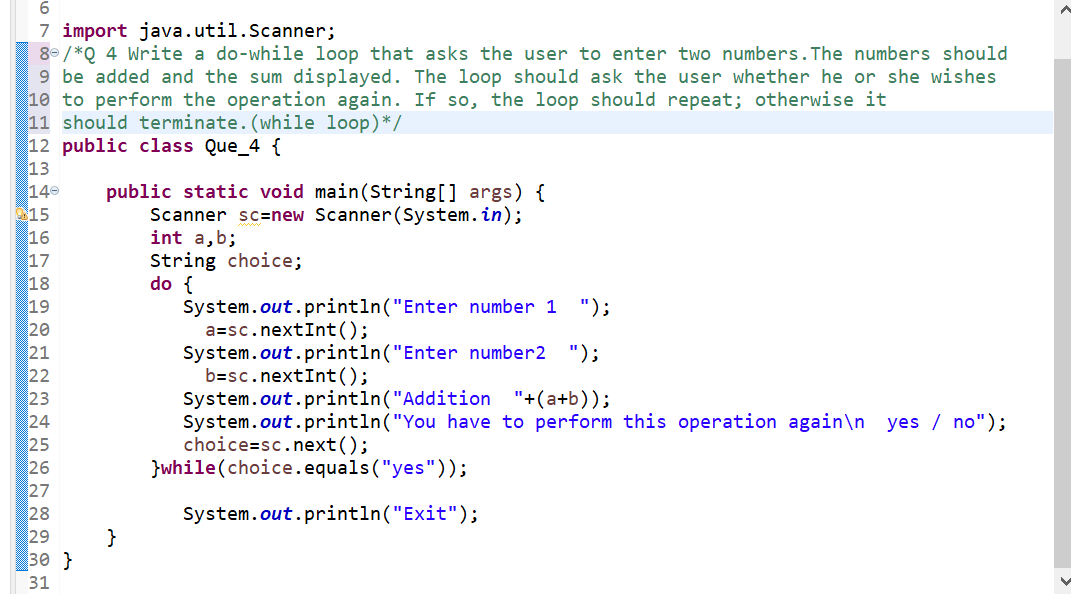 6
7 import java.util.Scanner;
8 /*Q 4 Write a do-while loop that asks the user to enter two numbers.The numbers should
9 be added and the sum displayed. The loop should ask the user whether he or she wishes
10 to perform the operation again. If so, the loop should repeat; otherwise it
11 should terminate.(while loop)*/
12 public class Que_4 {
13
14     public static void main(String[] args) {
15         Scanner sc=new Scanner(System.in);
16         int a,b;
17         String choice;
18         do {
19            System.out.println("Enter number 1  ");
20              a=sc.nextInt();
21            System.out.println("Enter number2  ");
22              b=sc.nextInt();
23            System.out.println("Addition  "+(a+b));
24            System.out.println("You have to perform this operation again\n  yes / no");
25            choice=sc.next();
26         }while(choice.equals("yes"));
27
28            System.out.println("Exit");
29     }
30 }
31